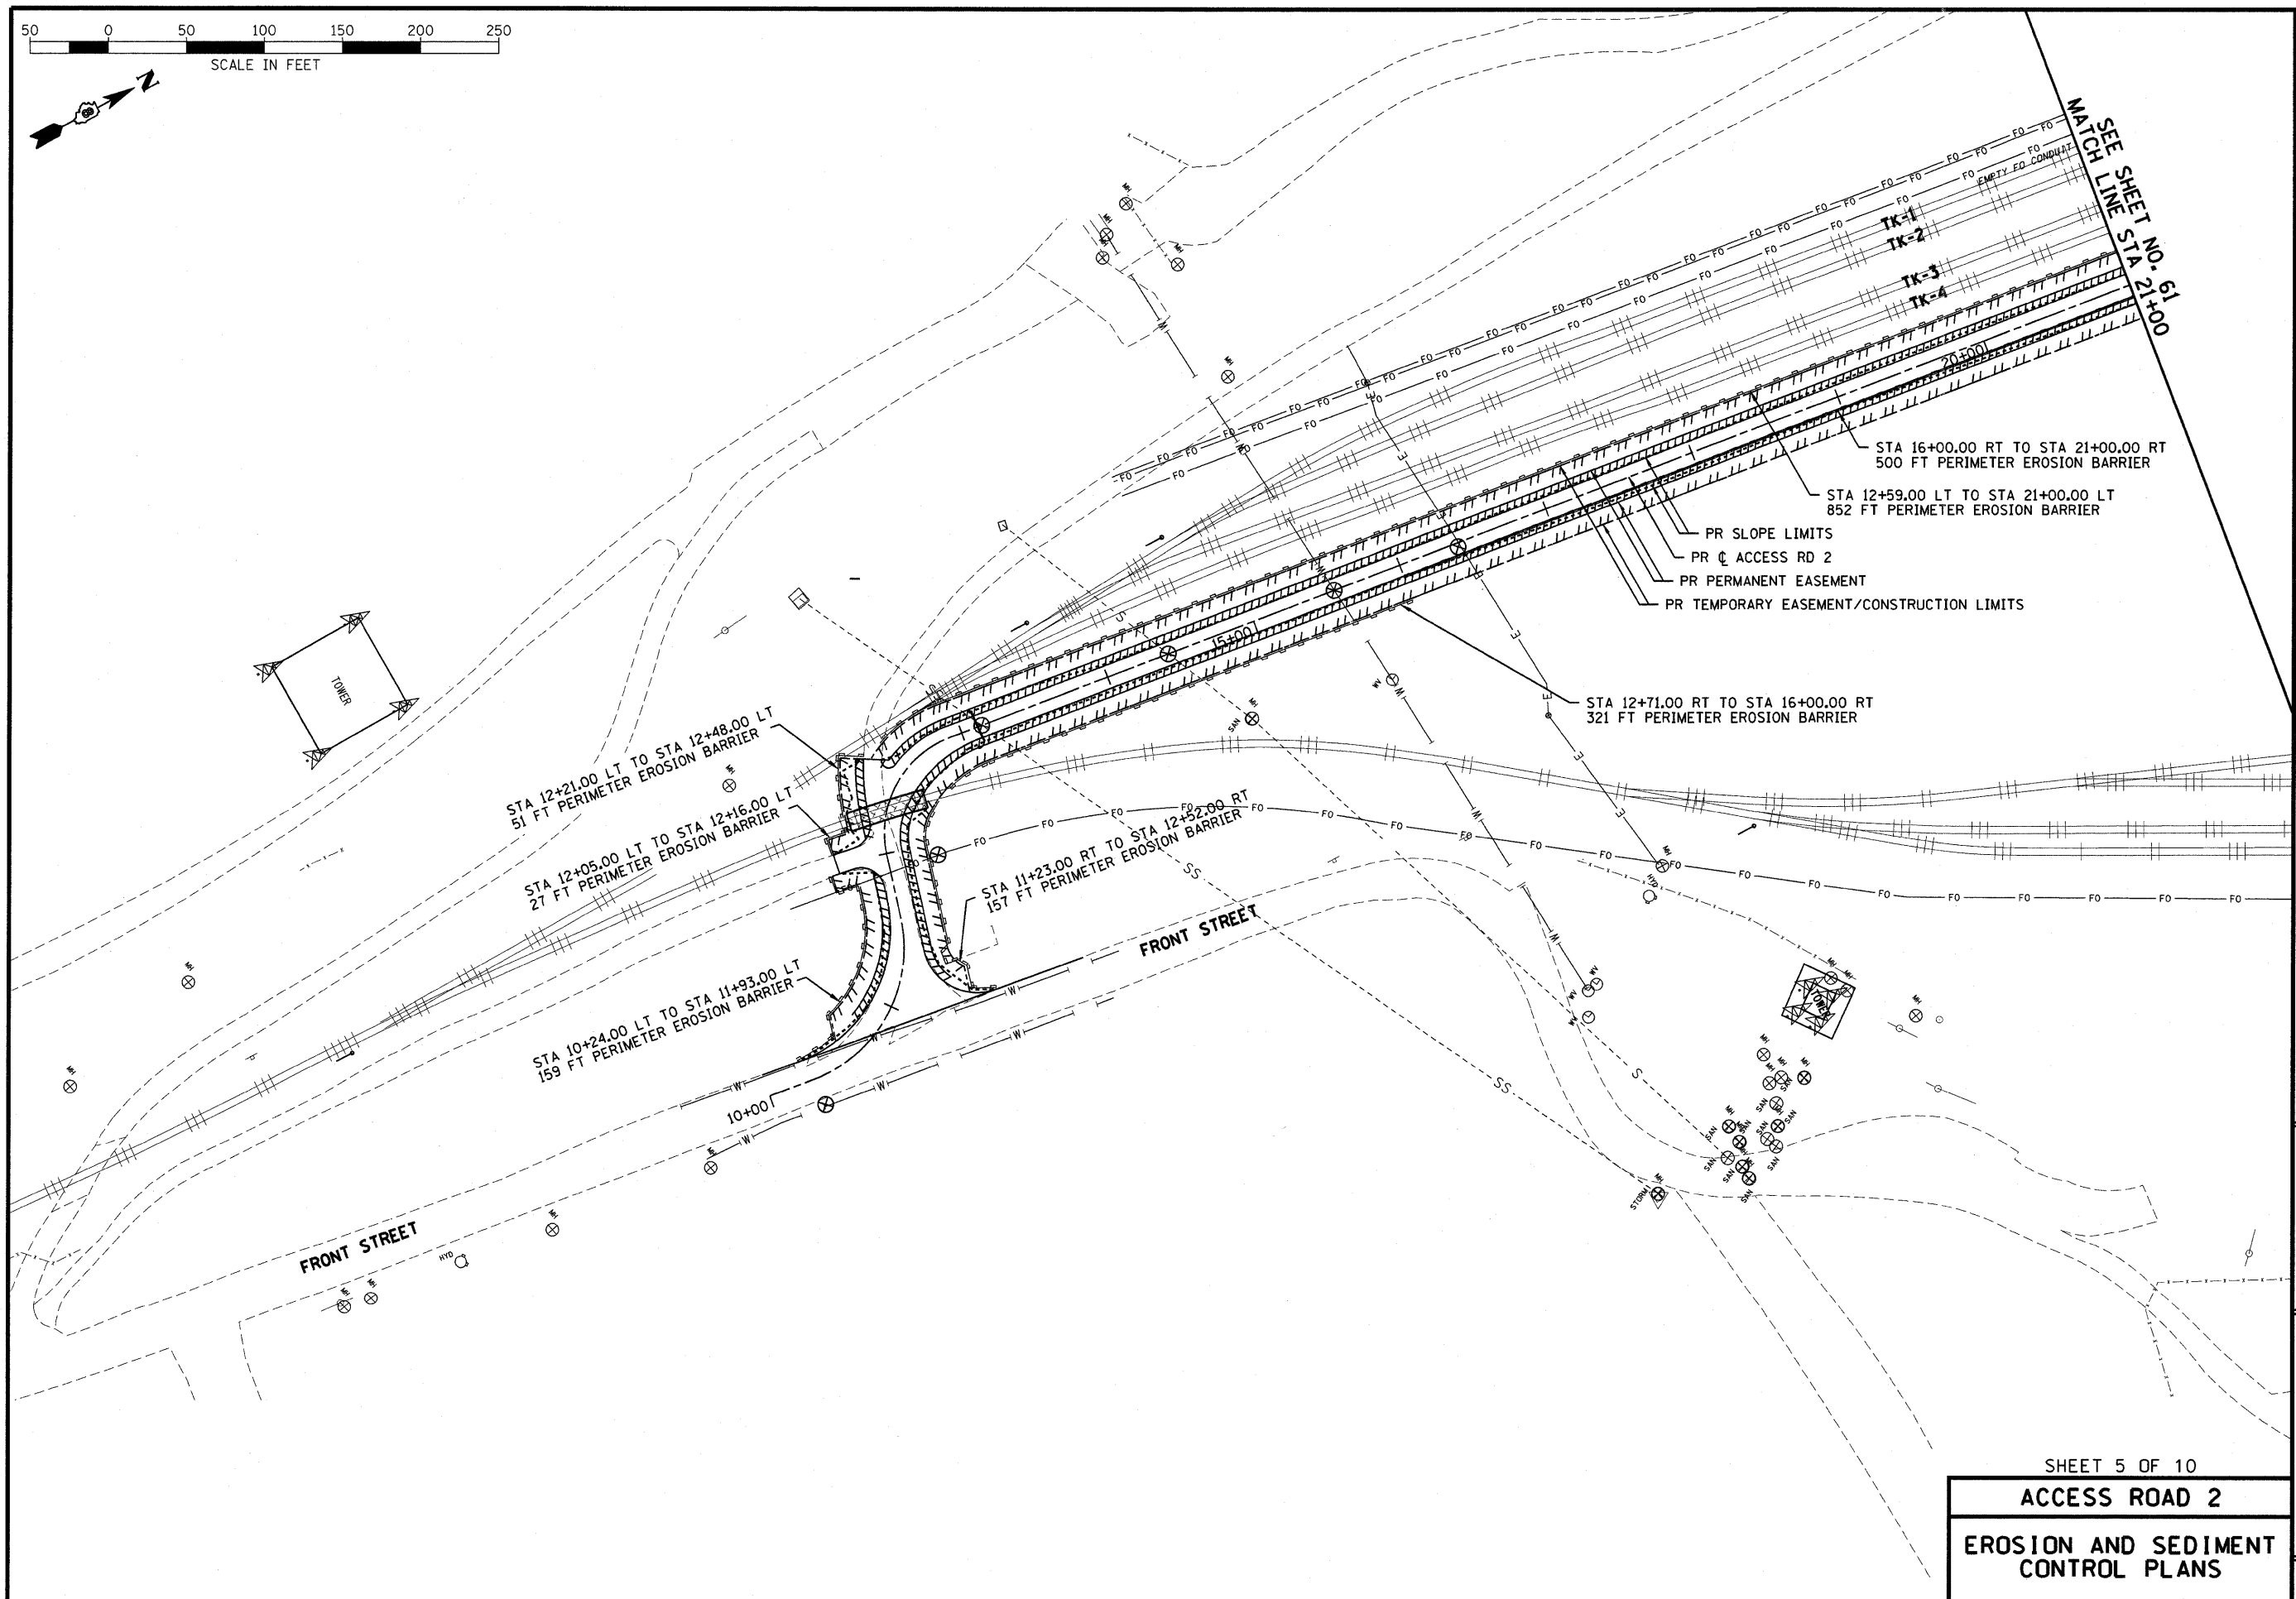 50 0 50 100 150 200 250
SCALE IN FEET
N
SEE SHEET NO. 61
MATCH LINE STA 21+00
EMPTY FO CONDUIT
TK-1
TK-2
TK-3
TK-4
20+00
15+00
10+00
STA 16+00.00 RT TO STA 21+00.00 RT
500 FT PERIMETER EROSION BARRIER
STA 12+59.00 LT TO STA 21+00.00 LT
852 FT PERIMETER EROSION BARRIER
PR SLOPE LIMITS
PR ℄ ACCESS RD 2
PR PERMANENT EASEMENT
PR TEMPORARY EASEMENT/CONSTRUCTION LIMITS
STA 12+71.00 RT TO STA 16+00.00 RT
321 FT PERIMETER EROSION BARRIER
TOWER
STA 12+21.00 LT TO STA 12+48.00 LT
51 FT PERIMETER EROSION BARRIER
STA 12+05.00 LT TO STA 12+16.00 LT
27 FT PERIMETER EROSION BARRIER
STA 11+23.00 RT TO STA 12+52.00 RT
157 FT PERIMETER EROSION BARRIER
STA 10+24.00 LT TO STA 11+93.00 LT
159 FT PERIMETER EROSION BARRIER
FRONT STREET
FRONT STREET
TOWER
HYD
HYD
MH
SAN
WV
STORM
FO
SS
S
W
E
SHEET 5 OF 10
ACCESS ROAD 2
EROSION AND SEDIMENT
CONTROL PLANS